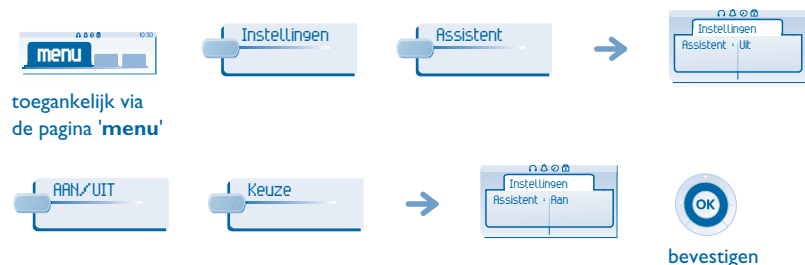 10:30
menu
Instellingen
Assistent
Instellingen
Assistent : Uit
toegankelijk via
de pagina 'menu'
AAN/UIT
Keuze
Instellingen
Assistent : Aan
OK
bevestigen